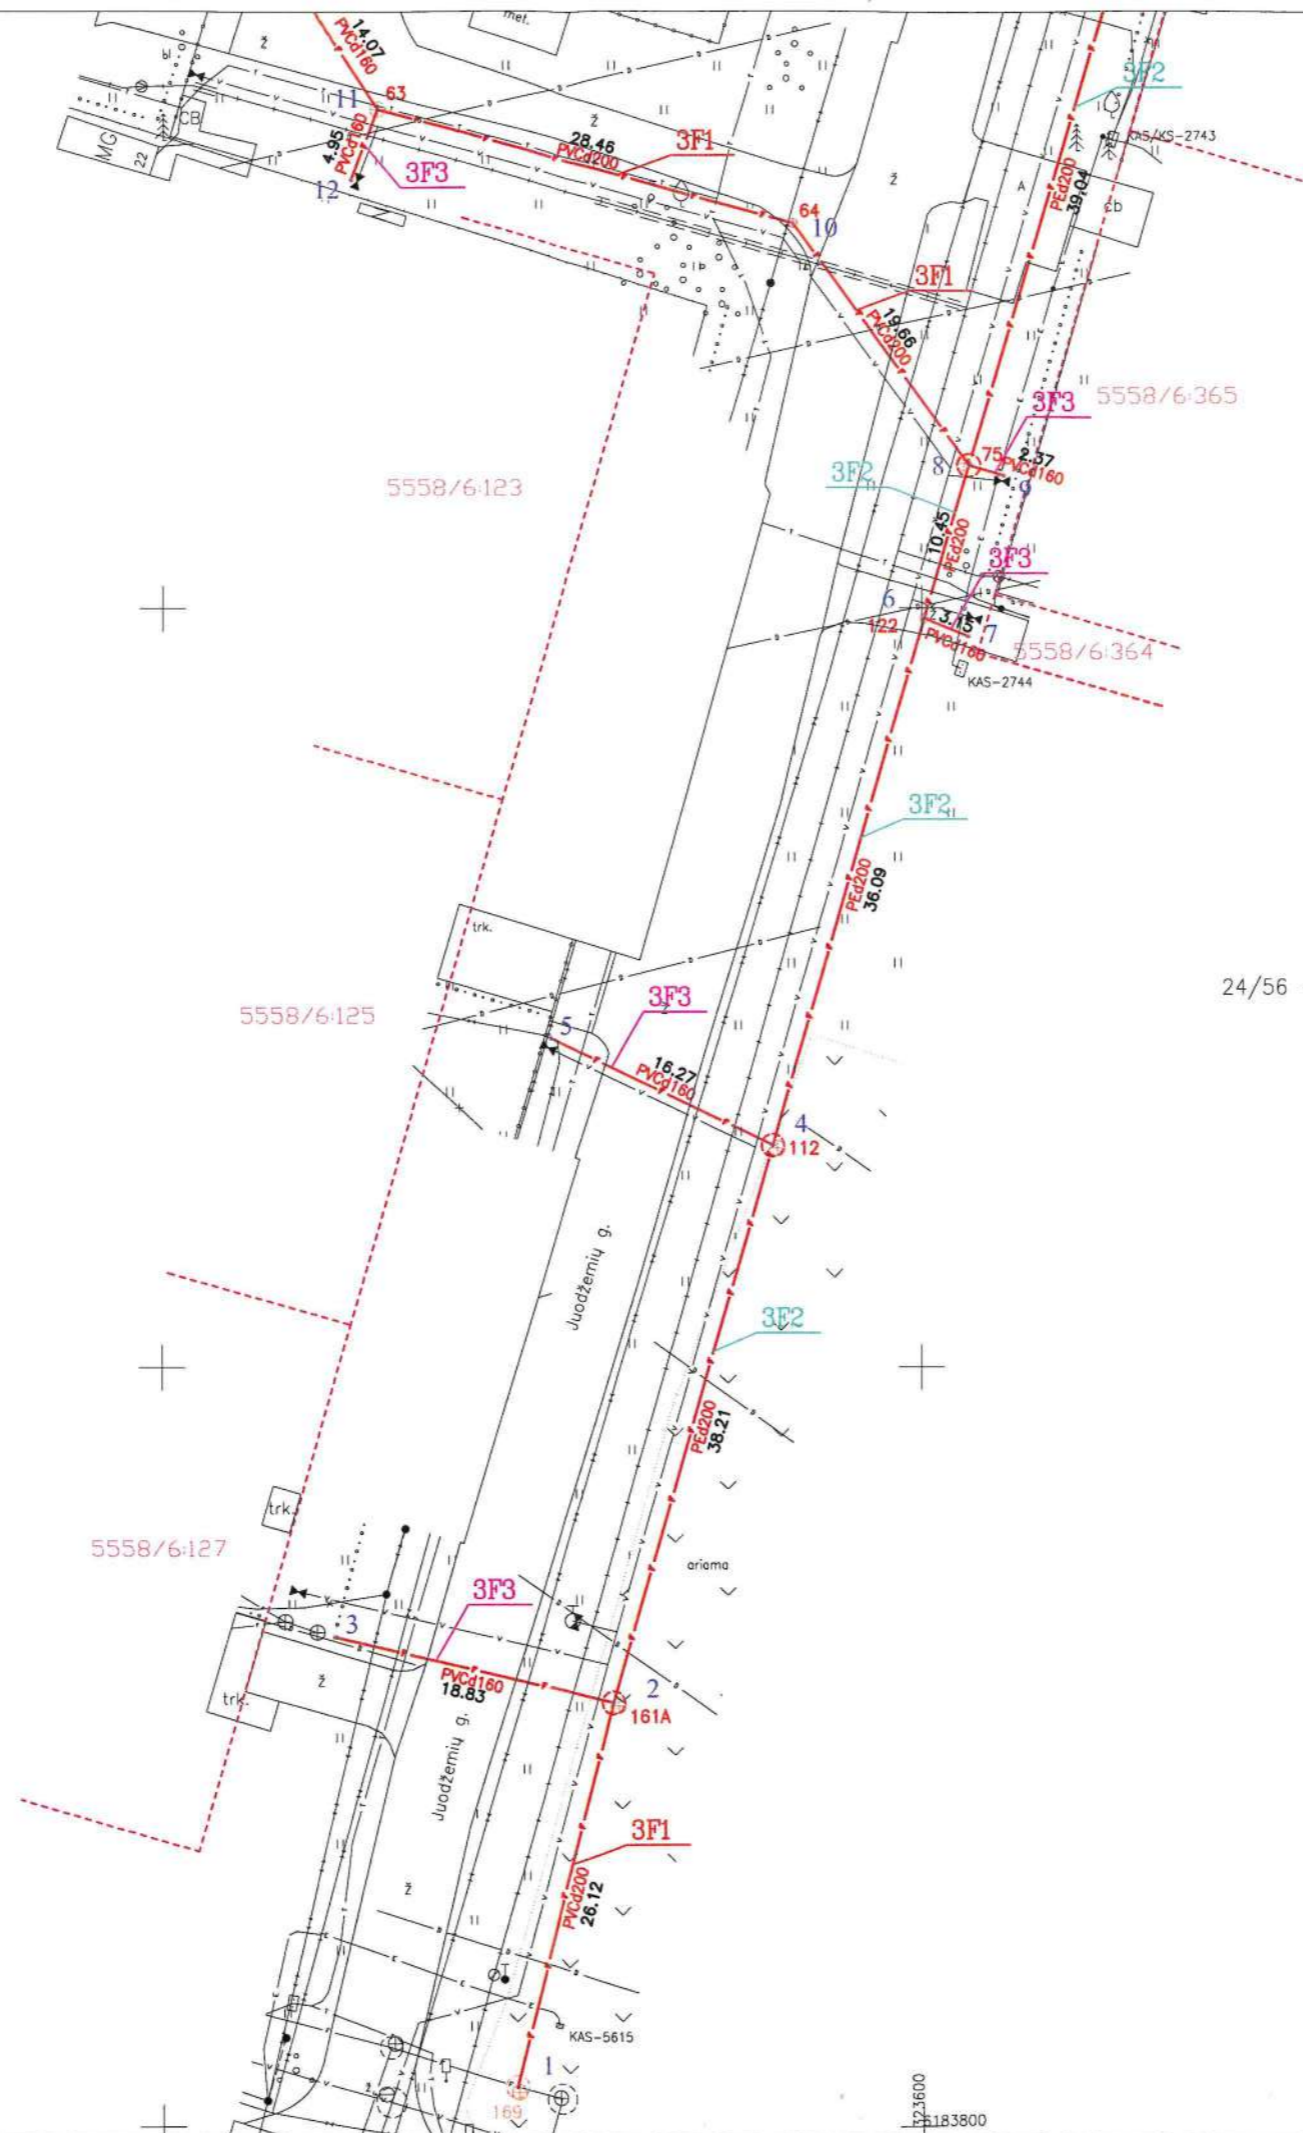 14.07
PVCd160
met.
ž
3F2
11
63
CB
MG
22
4.95
PVCd160
3F3
12
28.46
PVCd200
3F1
KAS/KS-2743
ž
A
PEd200
39.04
cb
64
10
3F1
19.66
PVCd200
5558/6:365
3F3
75
2.37
PVCd160
8
9
3F2
5558/6:123
10.45
PEd200
3F3
6
122
3.15
PVCd160
7
5558/6:364
KAS-2744
3F2
PEd200
36.09
trk.
24/56
3F3
ž
5558/6:125
5
16.27
PVCd160
4
112
Juodžemių g.
3F2
PEd200
38.21
trk.
5558/6:127
ariama
3F3
3
PVCd160
18.83
ž
trk.
2
161A
Juodžemių g.
3F1
PVCd200
26.12
ž
KAS-5615
1
169
ž
323600
6183800